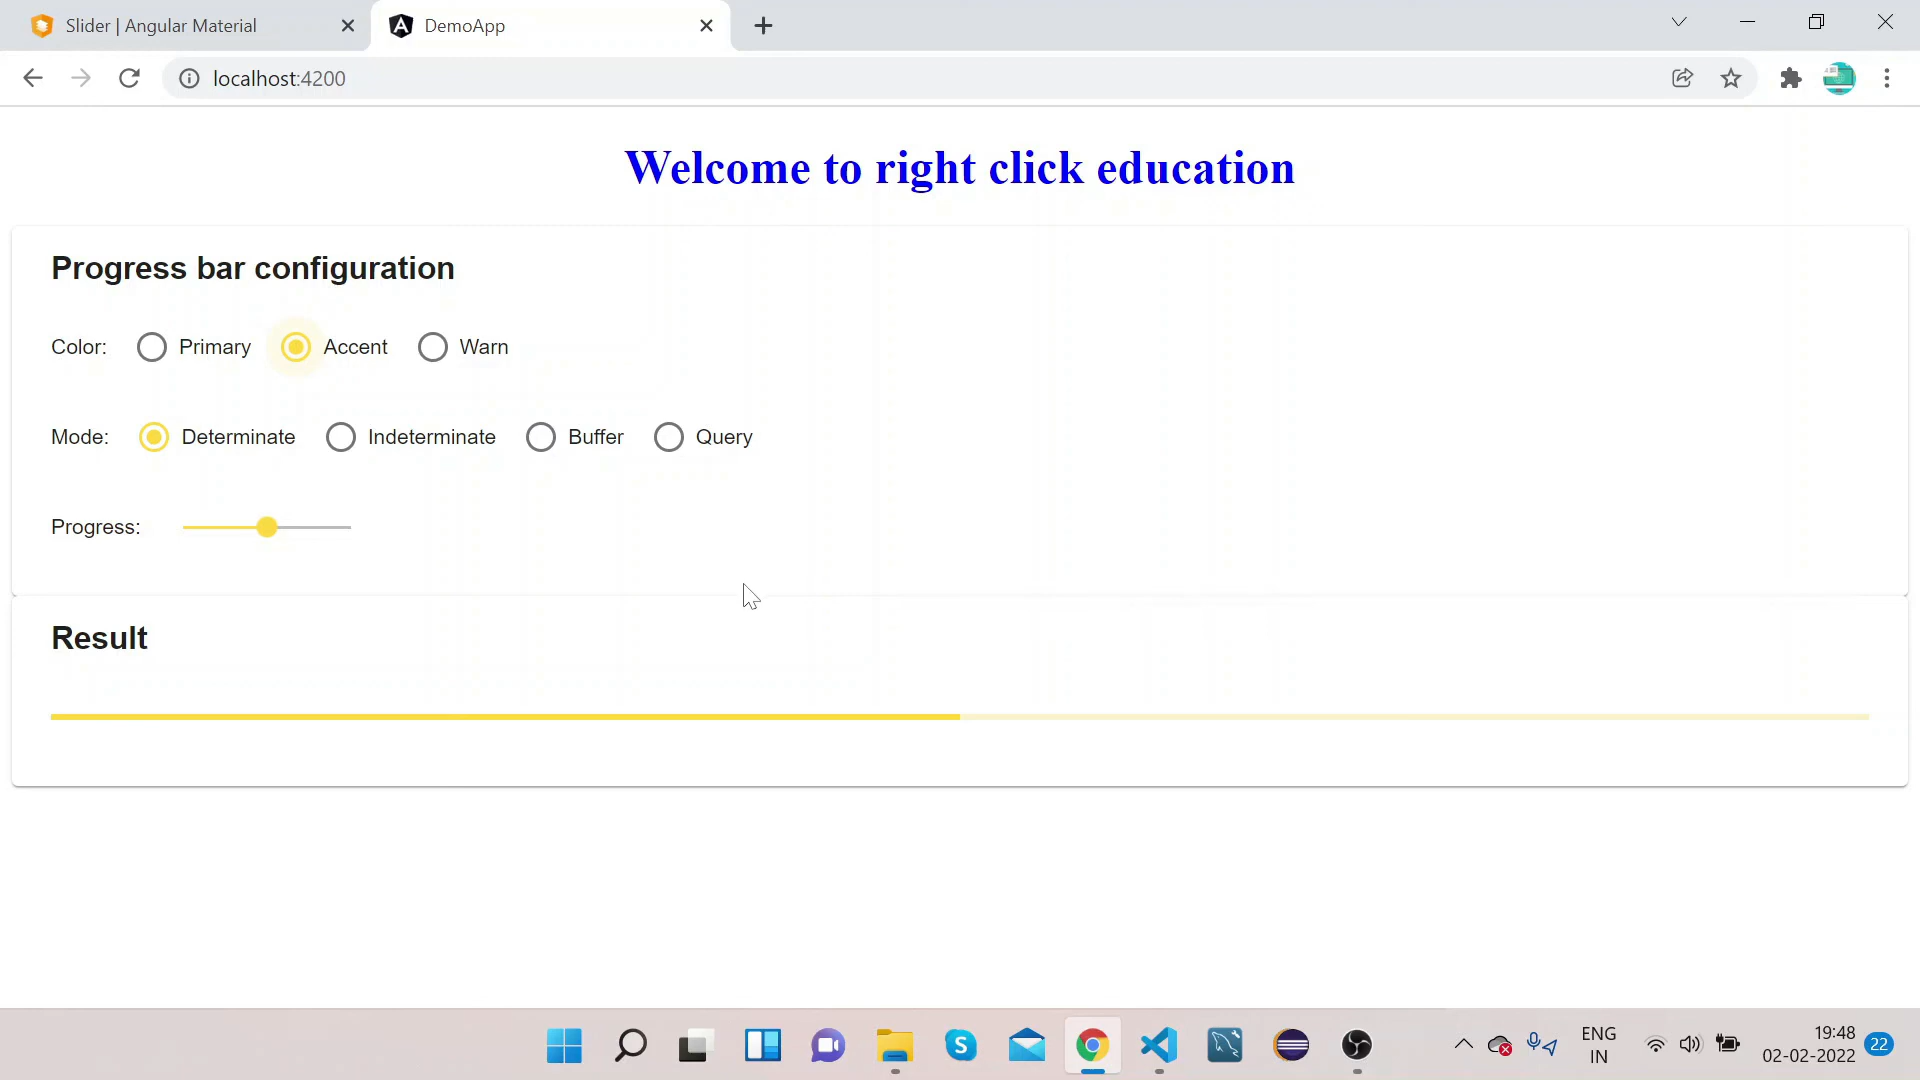 Slider | Angular Material
DemoApp
localhost:4200
Welcome to right click education
Progress bar configuration
Color: Primary Accent Warn
Mode: Determinate Indeterminate Buffer Query
Progress:
Result
S
ENG
IN
19:48
02-02-2022
22